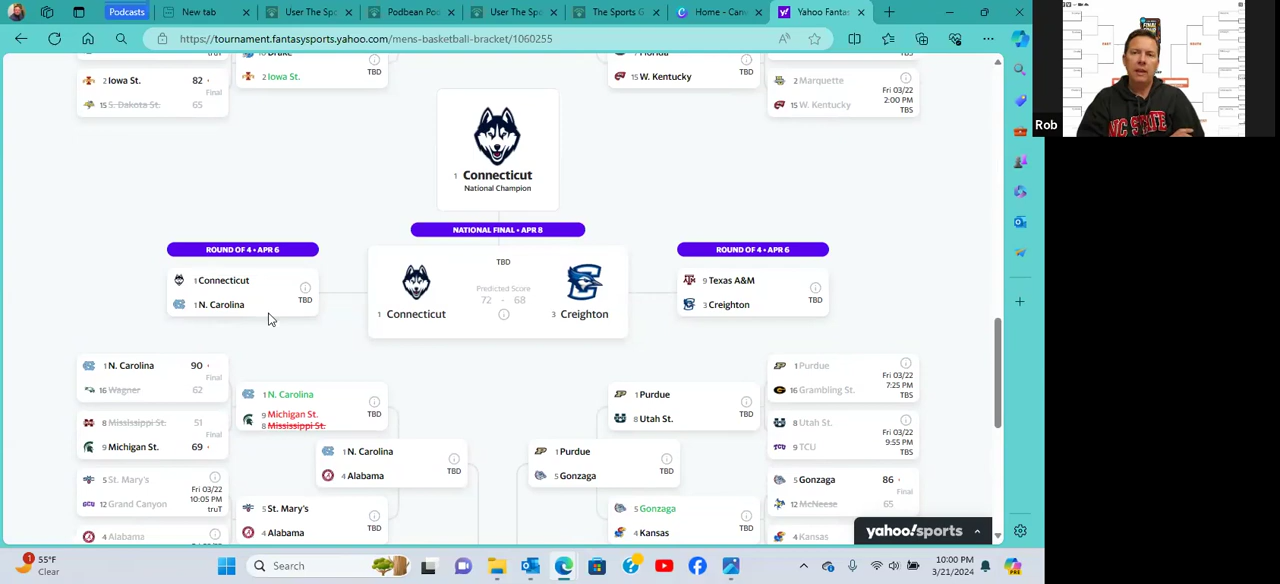 Podcasts
New tab
User The Spo
Podbean Poo
User The Spo
The Sports G
Home - Can
Yahoo Fantas
https://tournament.fantasysports.yahoo.com/mens-basketball-bracket/1060255
Rob
NC STATE
2 Iowa St. 82
Final
15 S. Dakota St. 65
2 Iowa St.
TBD
15 W. Kentucky
TBD
TBS
2 Marquette
Fri 03/22
2:00 PM
TBS
15 W. Kentucky
1 Connecticut
National Champion
NATIONAL FINAL • APR 8
ROUND OF 4 • APR 6
ROUND OF 4 • APR 6
1 Connecticut
1 N. Carolina
TBD
TBD
Predicted Score
72 - 68
1 Connecticut
3 Creighton
9 Texas A&M
3 Creighton
TBD
1 N. Carolina 90
Final
16 Wagner 62
8 Mississippi St. 51
Final
9 Michigan St. 69
5 St. Mary's
12 Grand Canyon
Fri 03/22
10:05 PM
truT
4 Alabama
1 N. Carolina
9 Michigan St.
8 Mississippi St.
TBD
1 N. Carolina
4 Alabama
TBD
5 St. Mary's
4 Alabama
TBD
1 Purdue
8 Utah St.
TBD
1 Purdue
5 Gonzaga
TBD
5 Gonzaga
4 Kansas
TBD
1 Purdue
16 Grambling St.
Fri 03/22
7:25 PM
TBS
8 Utah St.
9 TCU
Fri 03/22
9:55 PM
TBS
5 Gonzaga 86
Final
12 McNeese 65
4 Kansas
yahoo!sports
1
55°F
Clear
Search
10:00 PM
3/21/2024
PRE